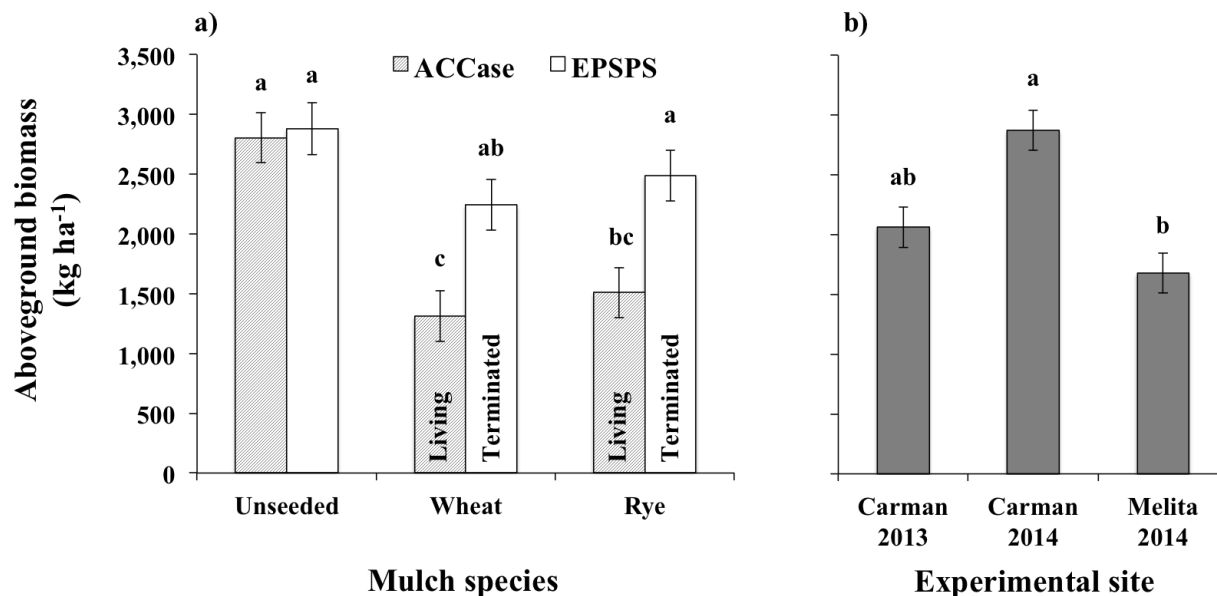 a)
ACCase EPSPS
Aboveground biomass
(kg ha-1)
3,500
3,000
2,500
2,000
1,500
1,000
500
0
a a
c ab
bc a
Living
Terminated
Living
Terminated
Unseeded Wheat Rye
Mulch species
b)
ab a b
Carman 2013
Carman 2014
Melita 2014
Experimental site